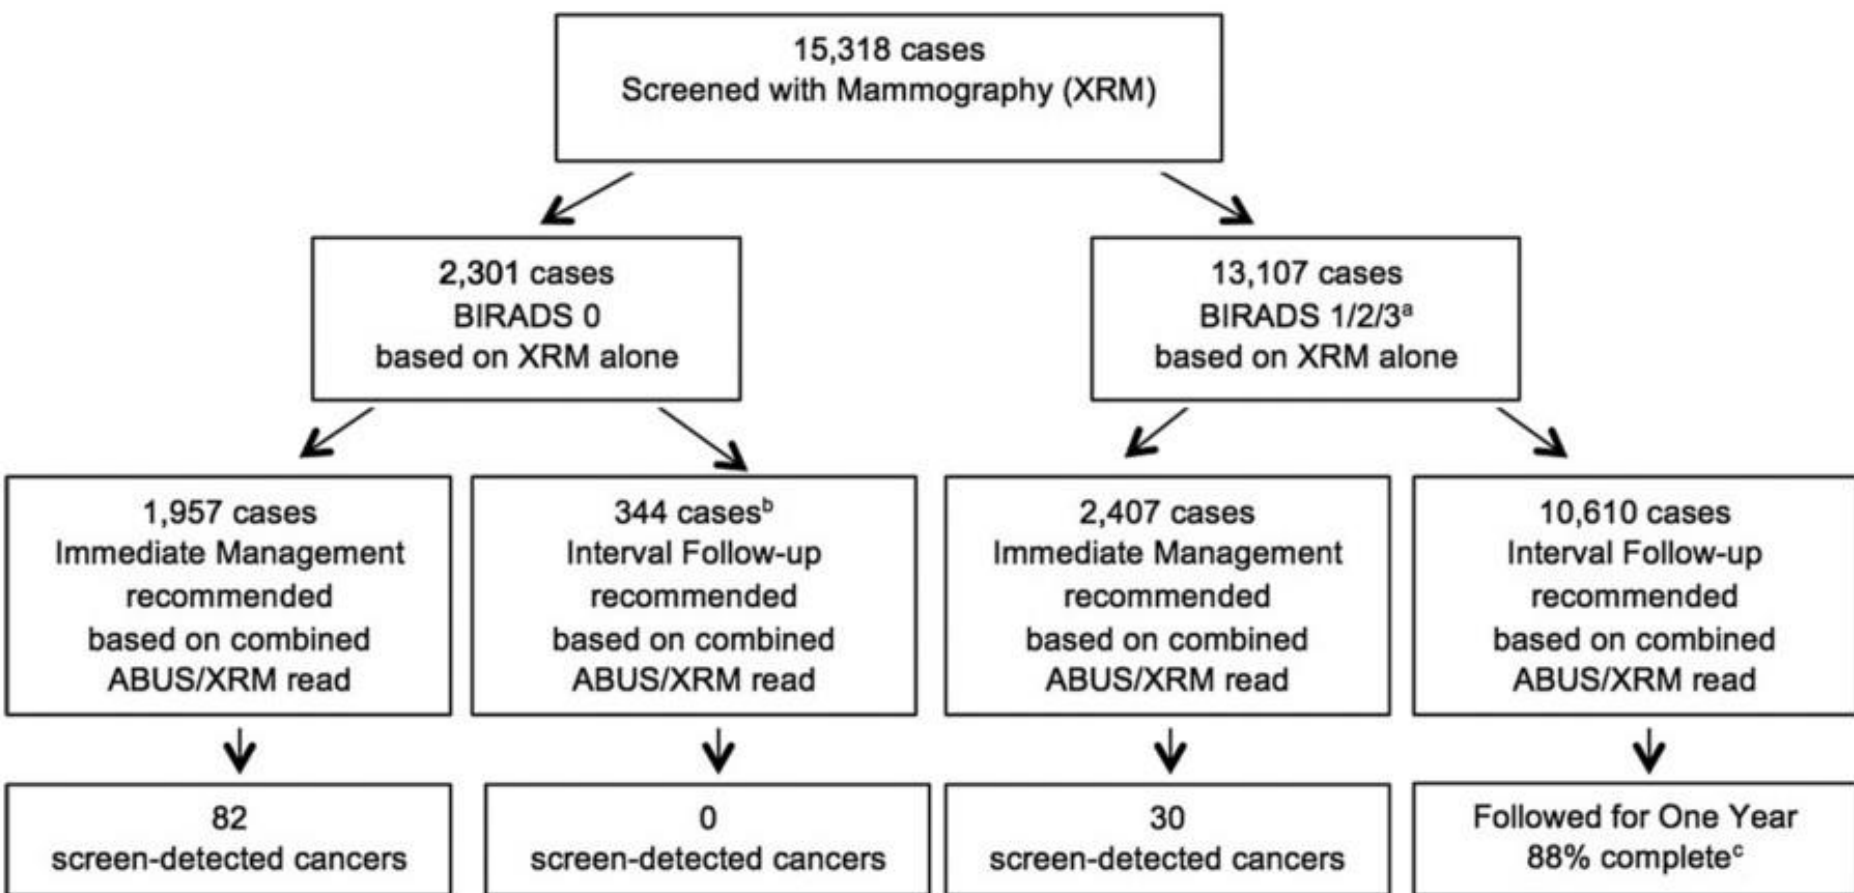 15,318 cases
Screened with Mammography (XRM)
2,301 cases
BIRADS 0
based on XRM alone
13,107 cases
BIRADS 1/2/3ᵃ
based on XRM alone
1,957 cases
Immediate Management
recommended
based on combined
ABUS/XRM read
344 casesᵇ
Interval Follow-up
recommended
based on combined
ABUS/XRM read
2,407 cases
Immediate Management
recommended
based on combined
ABUS/XRM read
10,610 cases
Interval Follow-up
recommended
based on combined
ABUS/XRM read
82
screen-detected cancers
0
screen-detected cancers
30
screen-detected cancers
Followed for One Year
88% completeᶜ